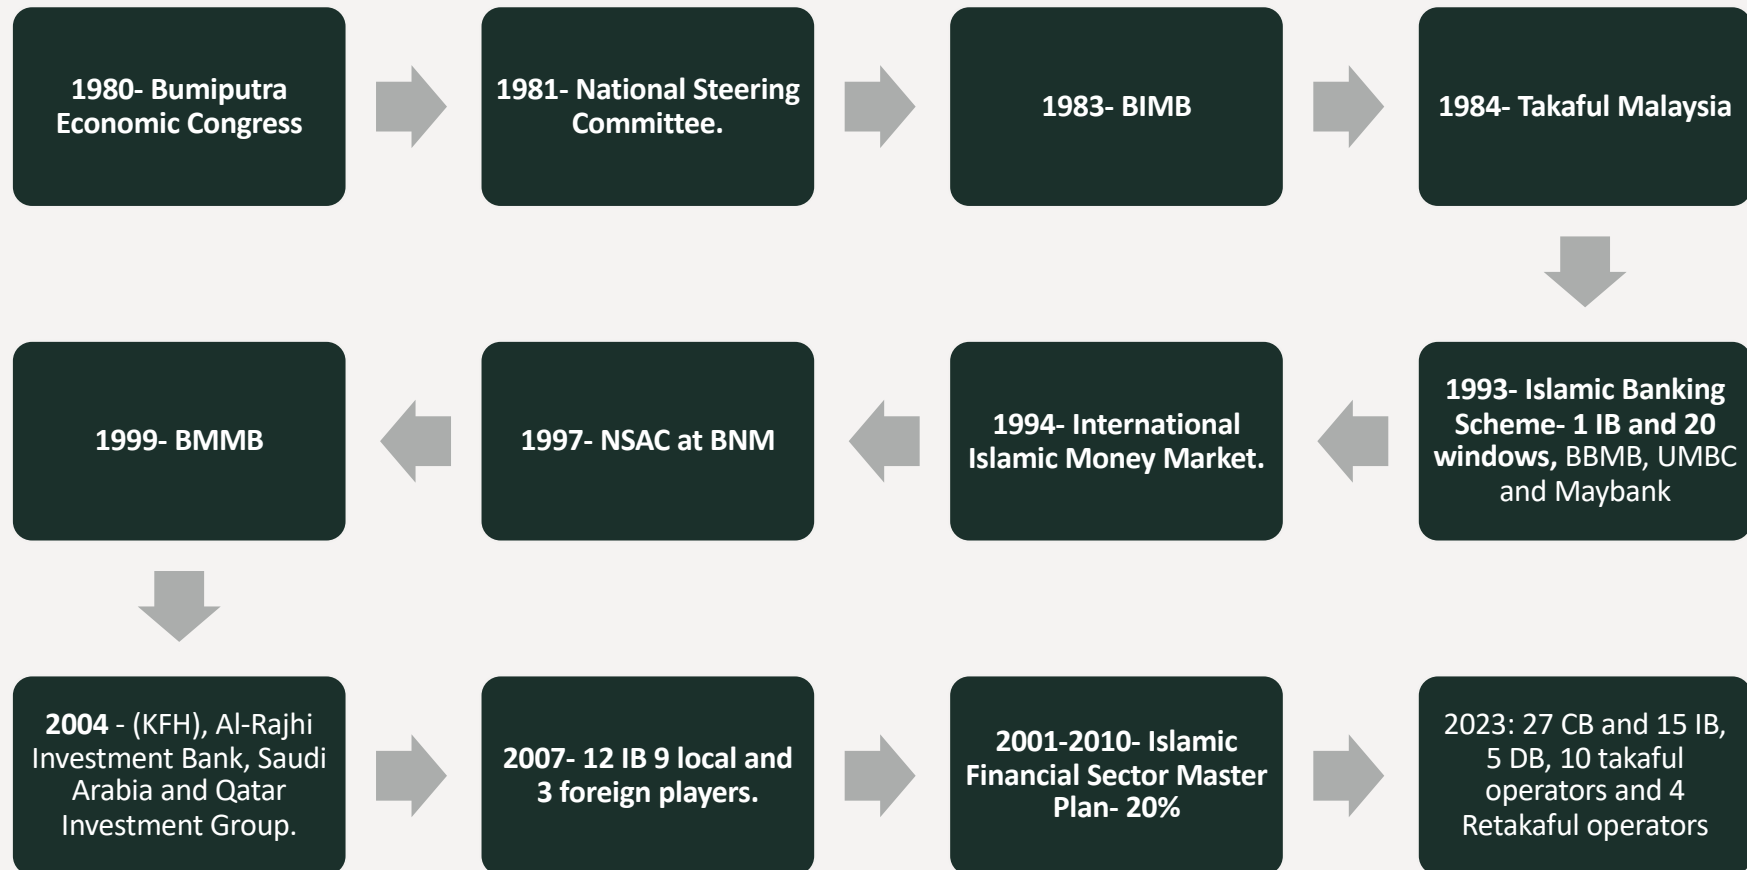 1980- Bumiputra
Economic Congress
1981- National Steering
Committee.
1983- BIMB
1984- Takaful Malaysia
1993- Islamic Banking
Scheme- 1 IB and 20
windows, BBMB, UMBC
and Maybank
1994- International
Islamic Money Market.
1997- NSAC at BNM
1999- BMMB
2004 - (KFH), Al-Rajhi
Investment Bank, Saudi
Arabia and Qatar
Investment Group.
2007- 12 IB 9 local and
3 foreign players.
2001-2010- Islamic
Financial Sector Master
Plan- 20%
2023: 27 CB and 15 IB,
5 DB, 10 takaful
operators and 4
Retakaful operators